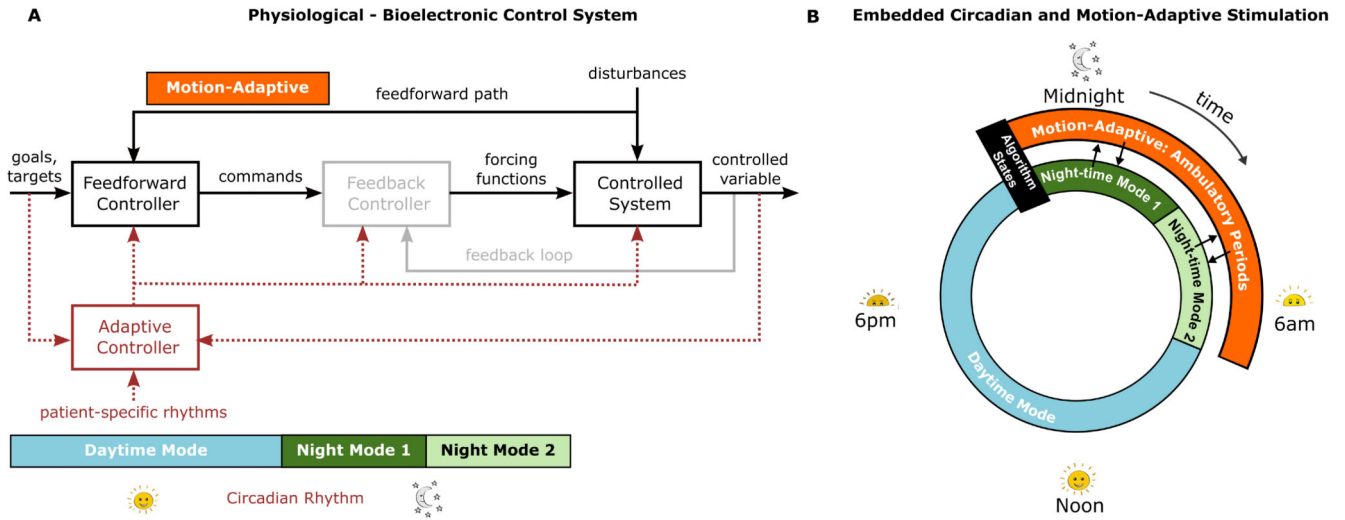 A
Physiological - Bioelectronic Control System
Motion-Adaptive
disturbances
feedforward path
goals,
targets
Feedforward
Controller
commands
Feedback
Controller
forcing
functions
Controlled
System
controlled
variable
feedback loop
Adaptive
Controller
patient-specific rhythms
Daytime Mode
Night Mode 1
Night Mode 2
Circadian Rhythm
B
Embedded Circadian and Motion-Adaptive Stimulation
Midnight
time
Motion-Adaptive: Ambulatory Periods
Algorithm
States
Night-time Mode 1
Night-time Mode 2
6pm
6am
Daytime Mode
Noon